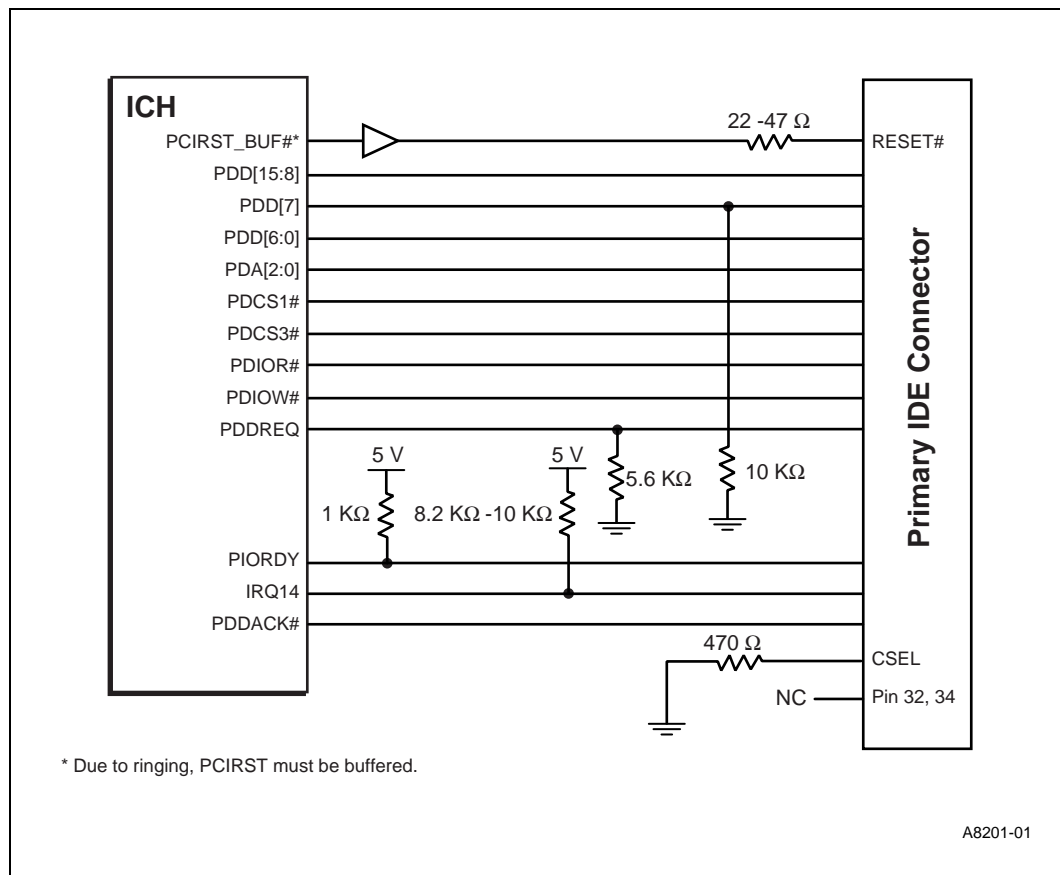 ICH
PCIRST_BUF#*
22 -47 Ω
RESET#
PDD[15:8]
PDD[7]
PDD[6:0]
PDA[2:0]
PDCS1#
PDCS3#
PDIOR#
PDIOW#
PDDREQ
Primary IDE Connector
5 V
5 V
5.6 KΩ
10 KΩ
1 KΩ
8.2 KΩ -10 KΩ
PIORDY
IRQ14
PDDACK#
470 Ω
CSEL
NC
Pin 32, 34
* Due to ringing, PCIRST must be buffered.
A8201-01